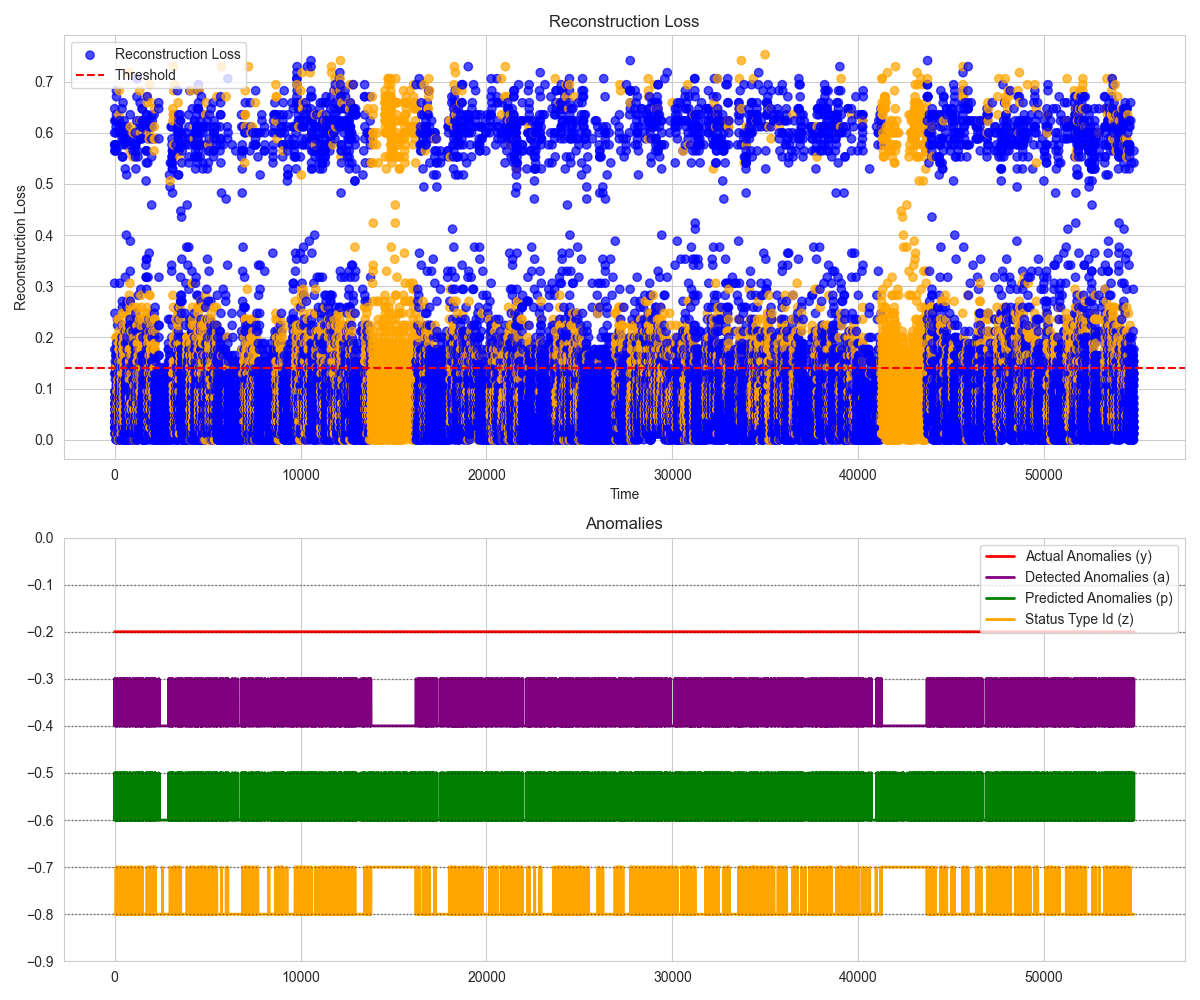 Reconstruction Loss
Reconstruction Loss
Threshold
Reconstruction Loss
0.7
0.6
0.5
0.4
0.3
0.2
0.1
0.0
0 10000 20000 30000 40000 50000
Time
Anomalies
Actual Anomalies (y)
Detected Anomalies (a)
Predicted Anomalies (p)
Status Type Id (z)
0.0
−0.1
−0.2
−0.3
−0.4
−0.5
−0.6
−0.7
−0.8
−0.9
0 10000 20000 30000 40000 50000